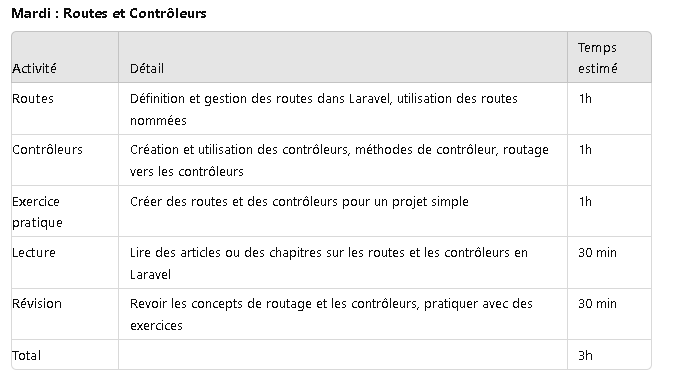 Mardi : Routes et Contrôleurs
Activité Détail Temps estimé
Routes Définition et gestion des routes dans Laravel, utilisation des routes 1h
nommées
Contrôleurs Création et utilisation des contrôleurs, méthodes de contrôleur, routage 1h
vers les contrôleurs
Exercice pratique Créer des routes et des contrôleurs pour un projet simple 1h
Lecture Lire des articles ou des chapitres sur les routes et les contrôleurs en 30 min
Laravel
Révision Revoir les concepts de routage et les contrôleurs, pratiquer avec des 30 min
exercices
Total 3h